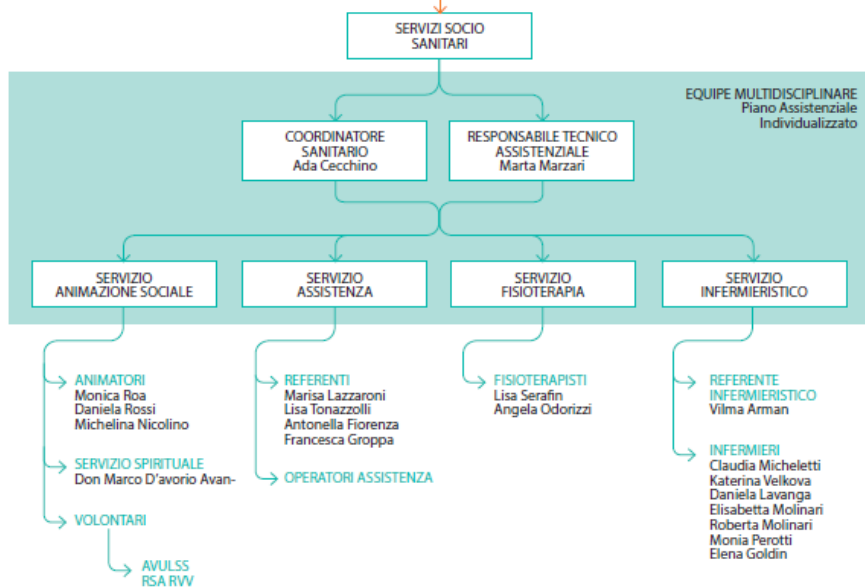 SERVIZI SOCIO
SANITARI
EQUIPE MULTIDISCIPLINARE
Piano Assistenziale
Individualizzato
COORDINATORE
SANITARIO
Ada Cecchino
RESPONSABILE TECNICO
ASSISTENZIALE
Marta Marzari
SERVIZIO
ANIMAZIONE SOCIALE
SERVIZIO
ASSISTENZA
SERVIZIO
FISIOTERAPIA
SERVIZIO
INFERMIERISTICO
ANIMATORI
Monica Roa
Daniela Rossi
Michelina Nicolino
SERVIZIO SPIRITUALE
Don Marco D'avorio Avan-
VOLONTARI
AVULSS
RSA RVV
REFERENTI
Marisa Lazzaroni
Lisa Tonazzolli
Antonella Fiorenza
Francesca Groppa
OPERATORI ASSISTENZA
FISIOTERAPISTI
Lisa Serafin
Angela Odorizzi
REFERENTE
INFERMIERISTICO
Vilma Arman
INFERMIERI
Claudia Micheletti
Katerina Velkova
Daniela Lavanga
Elisabetta Molinari
Roberta Molinari
Monia Perotti
Elena Goldin